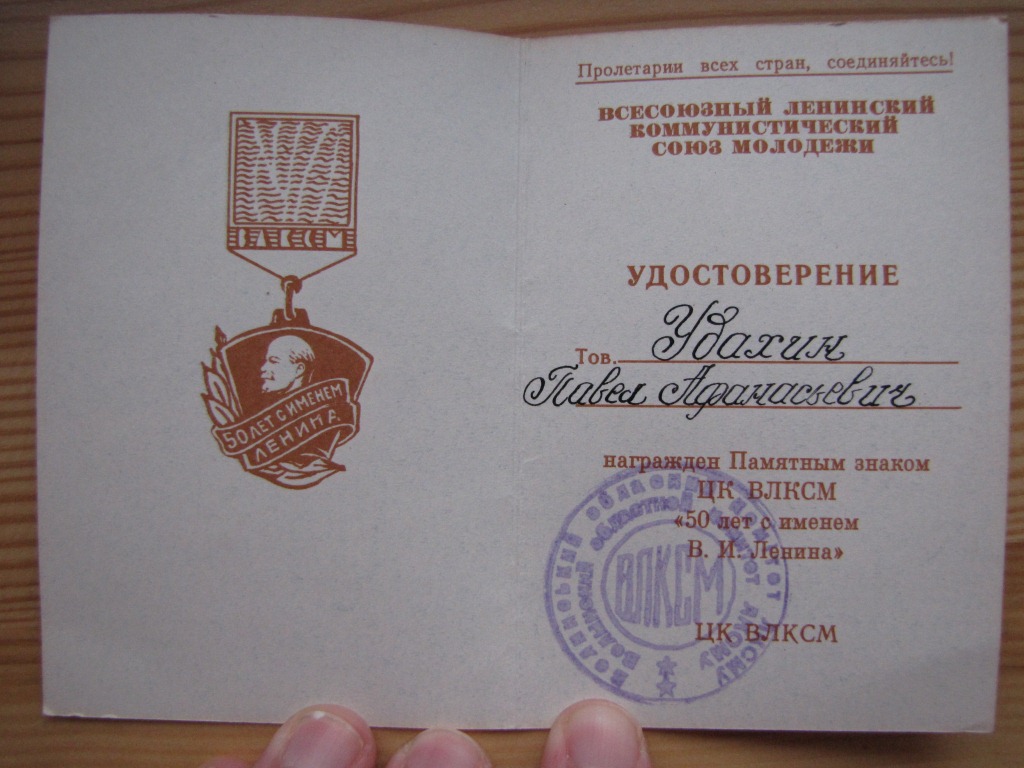 ВЛКСМ
50 ЛЕТ С ИМЕНЕМ
ЛЕНИНА
Пролетарии всех стран, соединяйтесь!
ВСЕСОЮЗНЫЙ ЛЕНИНСКИЙ
КОММУНИСТИЧЕСКИЙ
СОЮЗ МОЛОДЕЖИ
УДОСТОВЕРЕНИЕ
Тов. Удахин
Павел Афанасьевич
награжден Памятным знаком
ЦК ВЛКСМ
«50 лет с именем
В. И. Ленина»
ЦК ВЛКСМ
ВЛКСМ